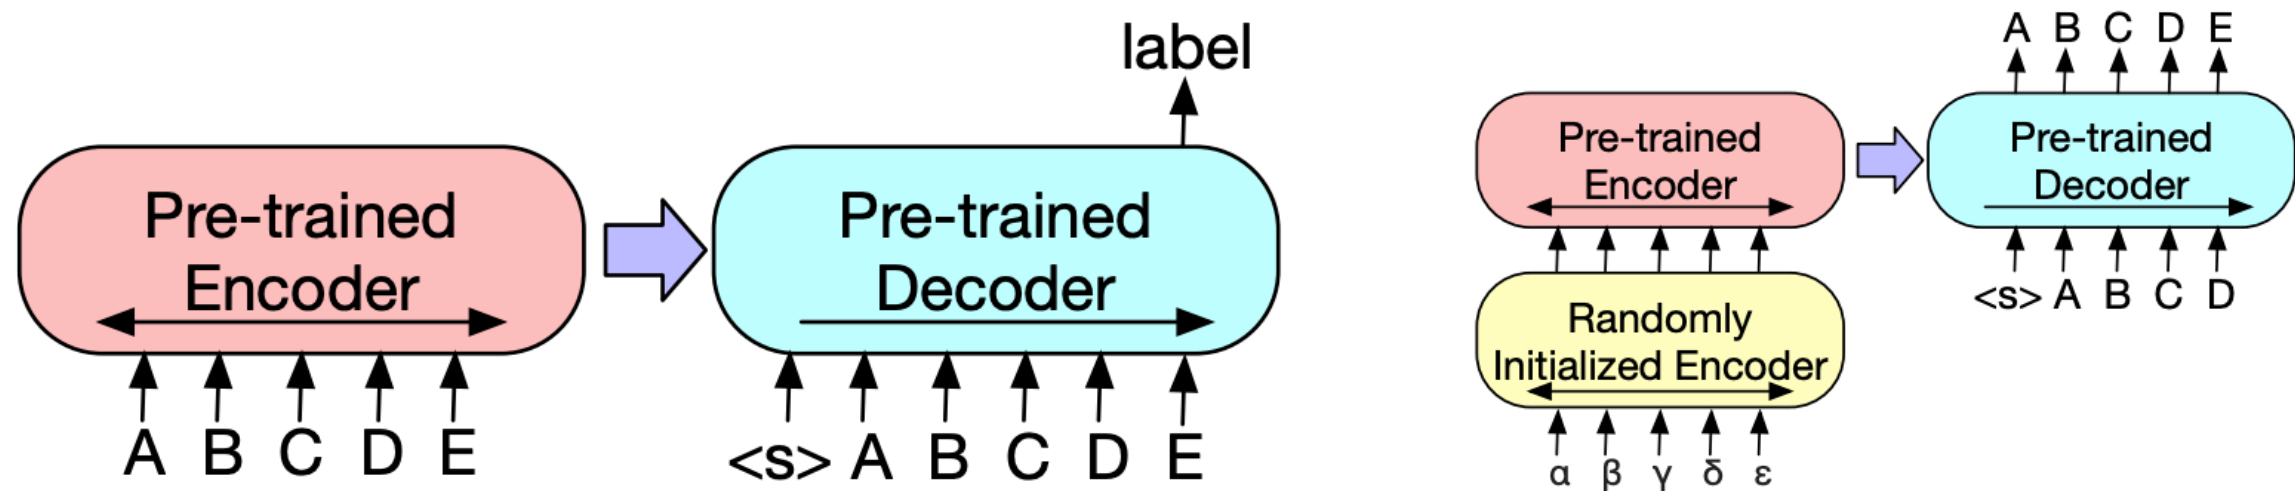 label
Pre-trained
Encoder
Pre-trained
Decoder
A B C D E
<s> A B C D E
A B C D E
Pre-trained
Encoder
Pre-trained
Decoder
<s> A B C D
Randomly
Initialized Encoder
α β γ δ ε